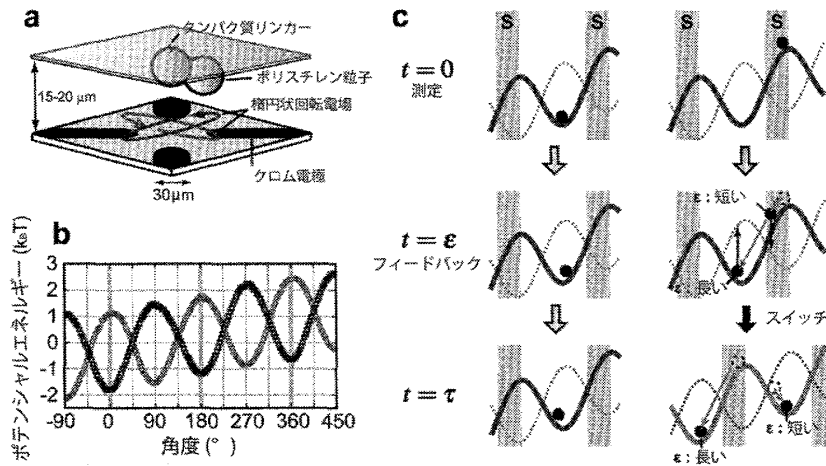 a
タンパク質リンカー
ポリスチレン粒子
15-20 μm
楕円状回転電場
クロム電極
30μm
b
ポテンシャルエネルギー (kBT)
3
2
1
0
-1
-2
-90 0 90 180 270 360 450
角度(°)
c
S S S S
t=0
測定
t=ε
フィードバック
ε:短い
ε:長い
スイッチ
t=τ
ε:短い
ε:長い